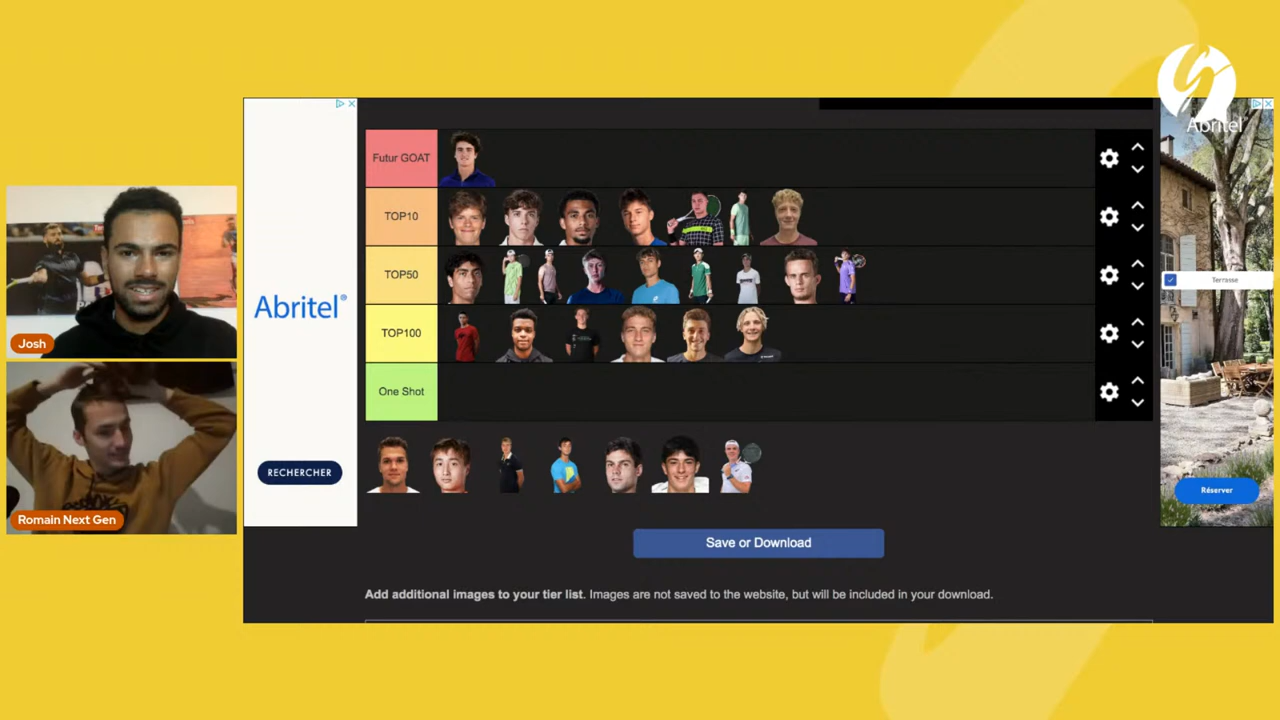 Abritel
Futur GOAT
TOP10
TOP50
TOP100
One Shot
Abritel®
RECHERCHER
Terrasse
Réserver
Josh
Romain Next Gen
Save or Download
Add additional images to your tier list. Images are not saved to the website, but will be included in your download.